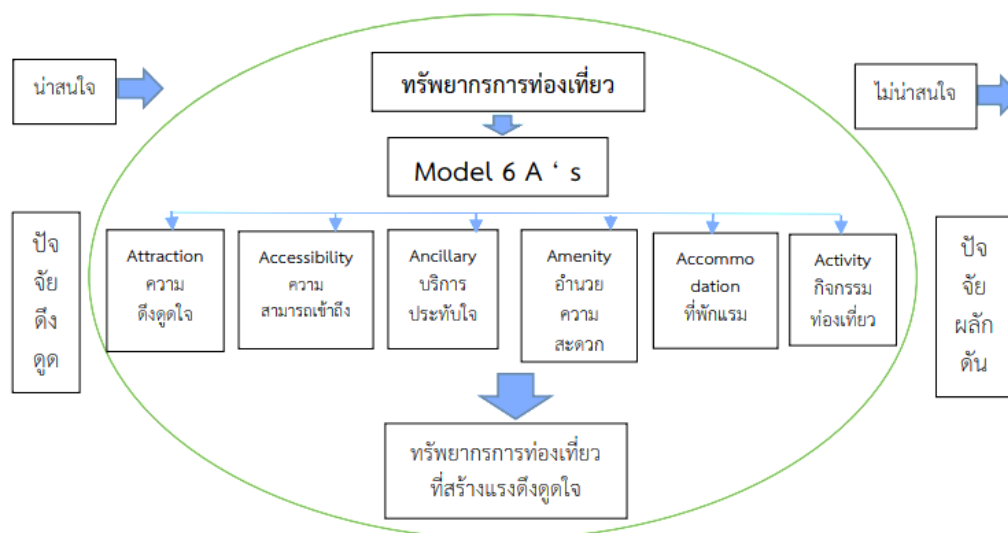 น่าสนใจ
ทรัพยากรการท่องเที่ยว
ไม่น่าสนใจ
Model 6 A ‘ s
ปัจ
จัย
ดึง
ดูด
Attraction
ความ
ดึงดูดใจ
Accessibility
ความ
สามารถเข้าถึง
Ancillary
บริการ
ประทับใจ
Amenity
อำนวย
ความ
สะดวก
Accommo
dation
ที่พักแรม
Activity
กิจกรรม
ท่องเที่ยว
ปัจ
จัย
ผลัก
ดัน
ทรัพยากรการท่องเที่ยว
ที่สร้างแรงดึงดูดใจ